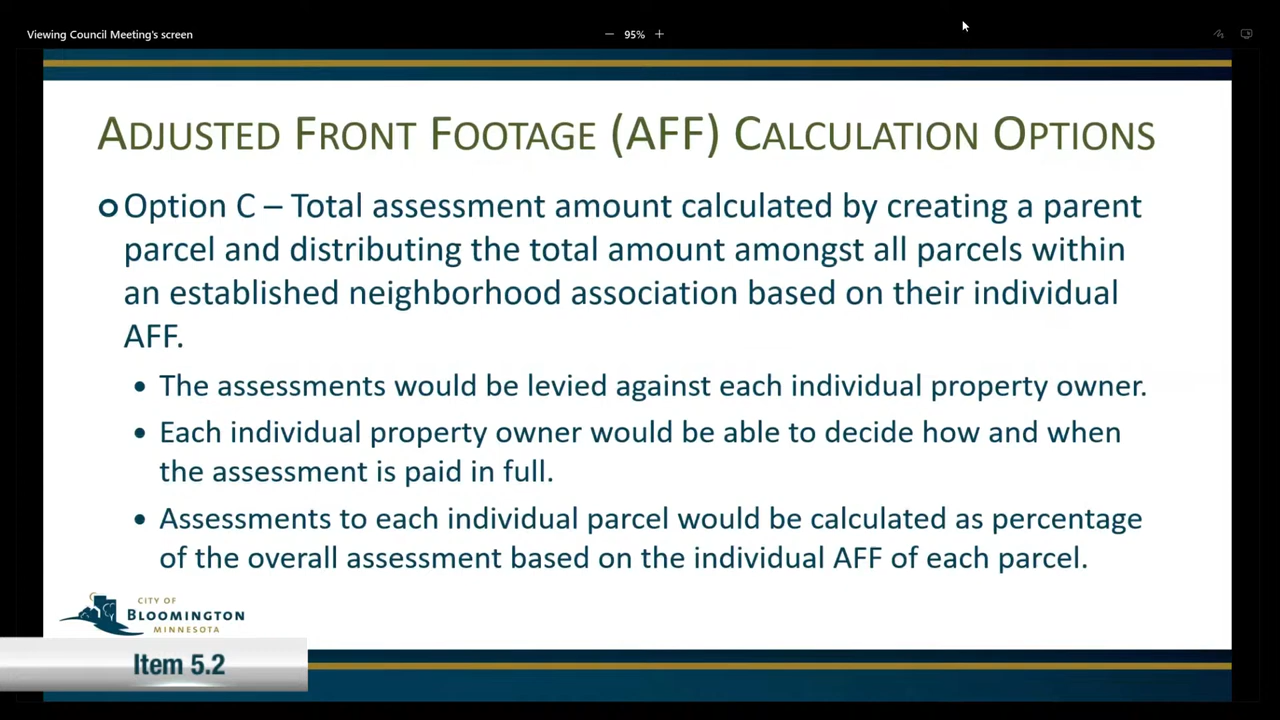 Viewing Council Meeting's screen
95%
ADJUSTED FRONT FOOTAGE (AFF) CALCULATION OPTIONS
Option C – Total assessment amount calculated by creating a parent
parcel and distributing the total amount amongst all parcels within
an established neighborhood association based on their individual
AFF.
• The assessments would be levied against each individual property owner.
• Each individual property owner would be able to decide how and when
the assessment is paid in full.
• Assessments to each individual parcel would be calculated as percentage
of the overall assessment based on the individual AFF of each parcel.
CITY OF
BLOOMINGTON
MINNESOTA
Item 5.2